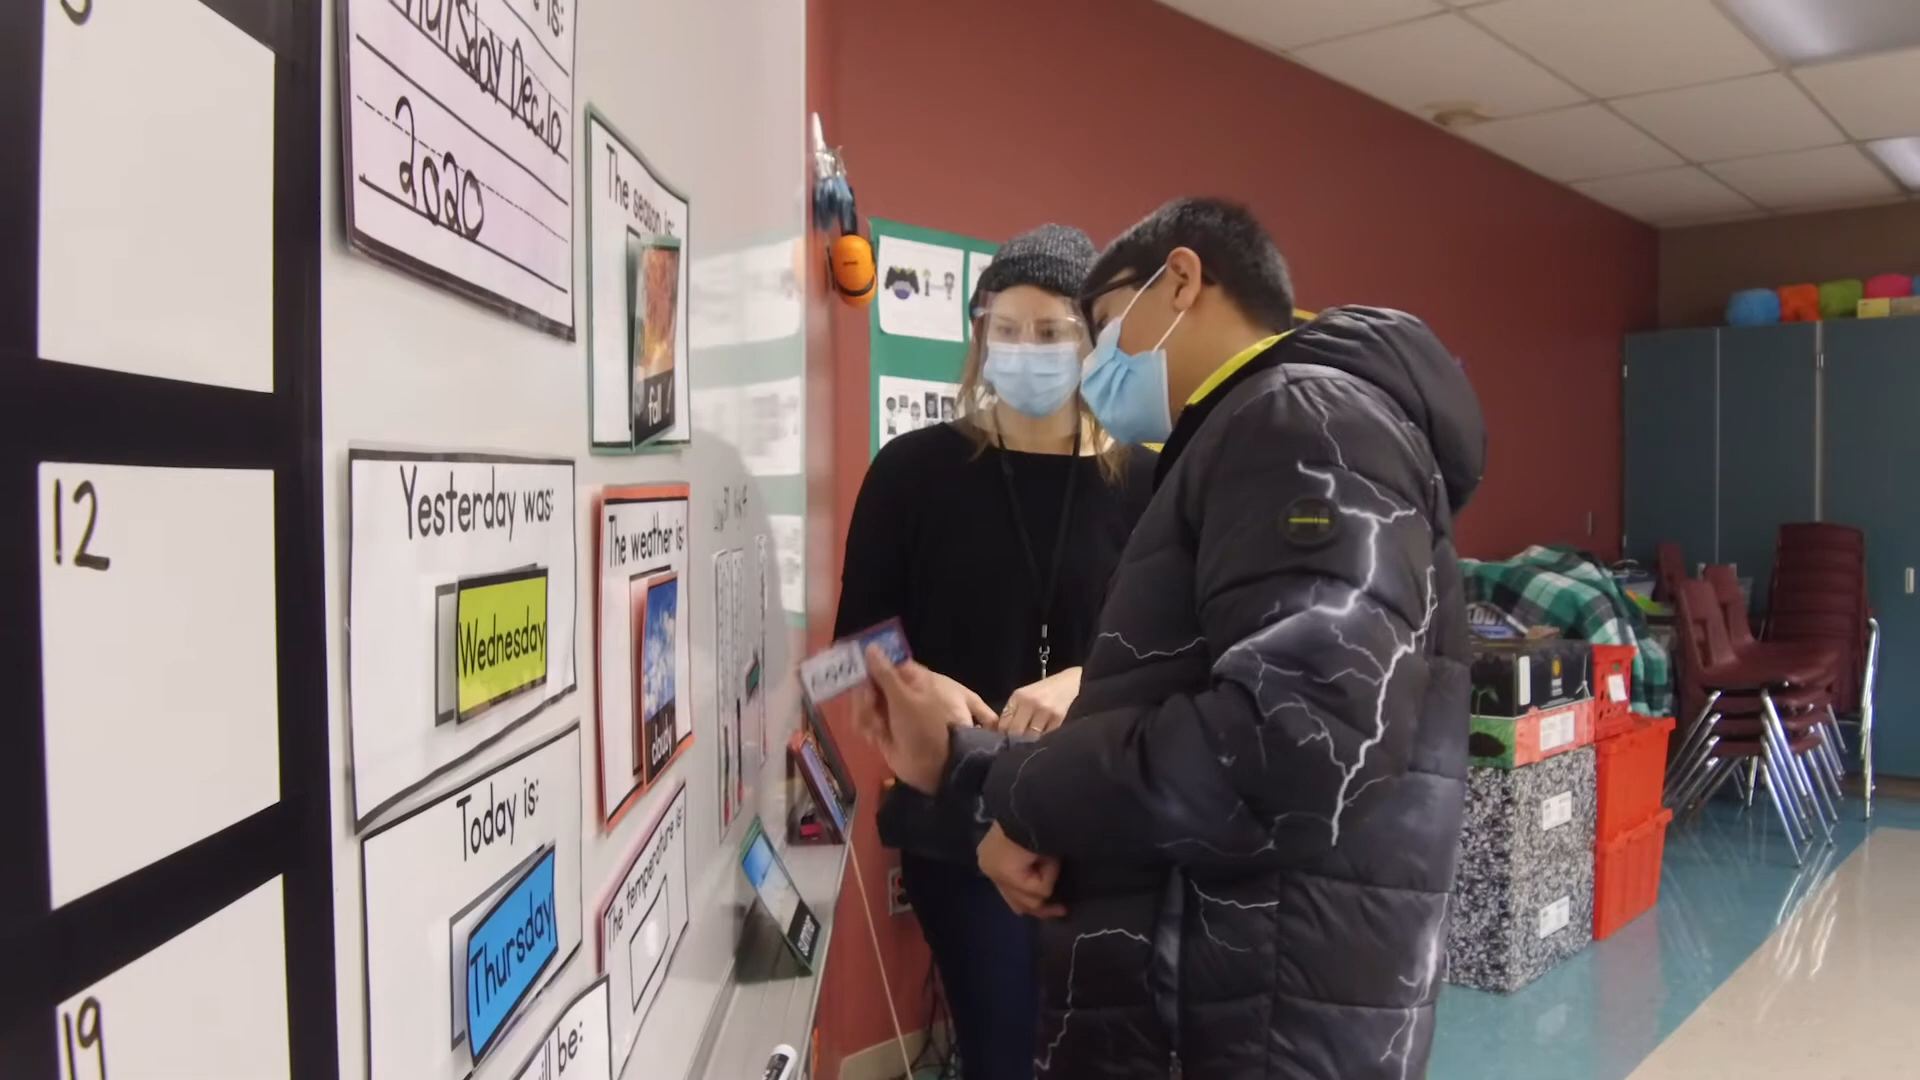 12
19
is:
Thursday Dec. 10
2020
The season is:
fall
Yesterday was:
Wednesday
The weather is:
cloudy
Today is:
Thursday
The temperature is:
will be: